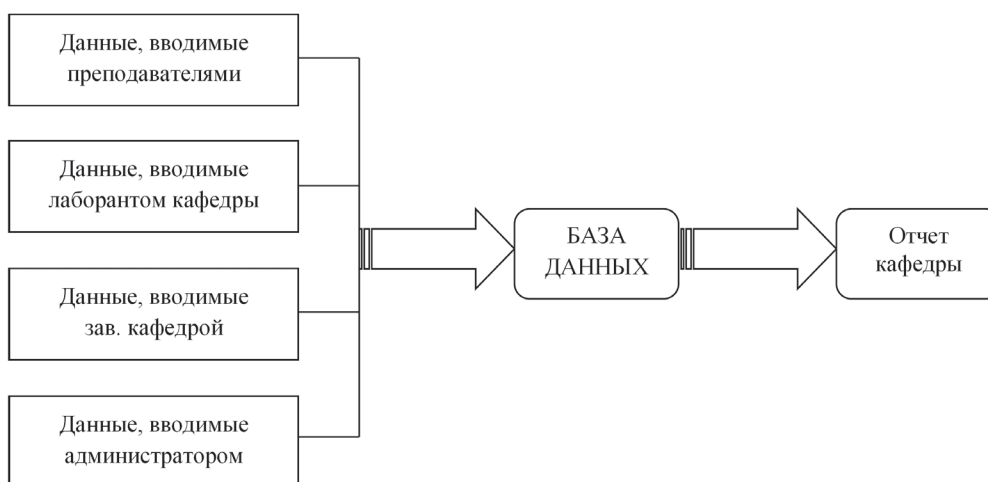 Данные, вводимые
преподавателями
Данные, вводимые
лаборантом кафедры
Данные, вводимые
зав. кафедрой
Данные, вводимые
администратором
БАЗА
ДАННЫХ
Отчет
кафедры